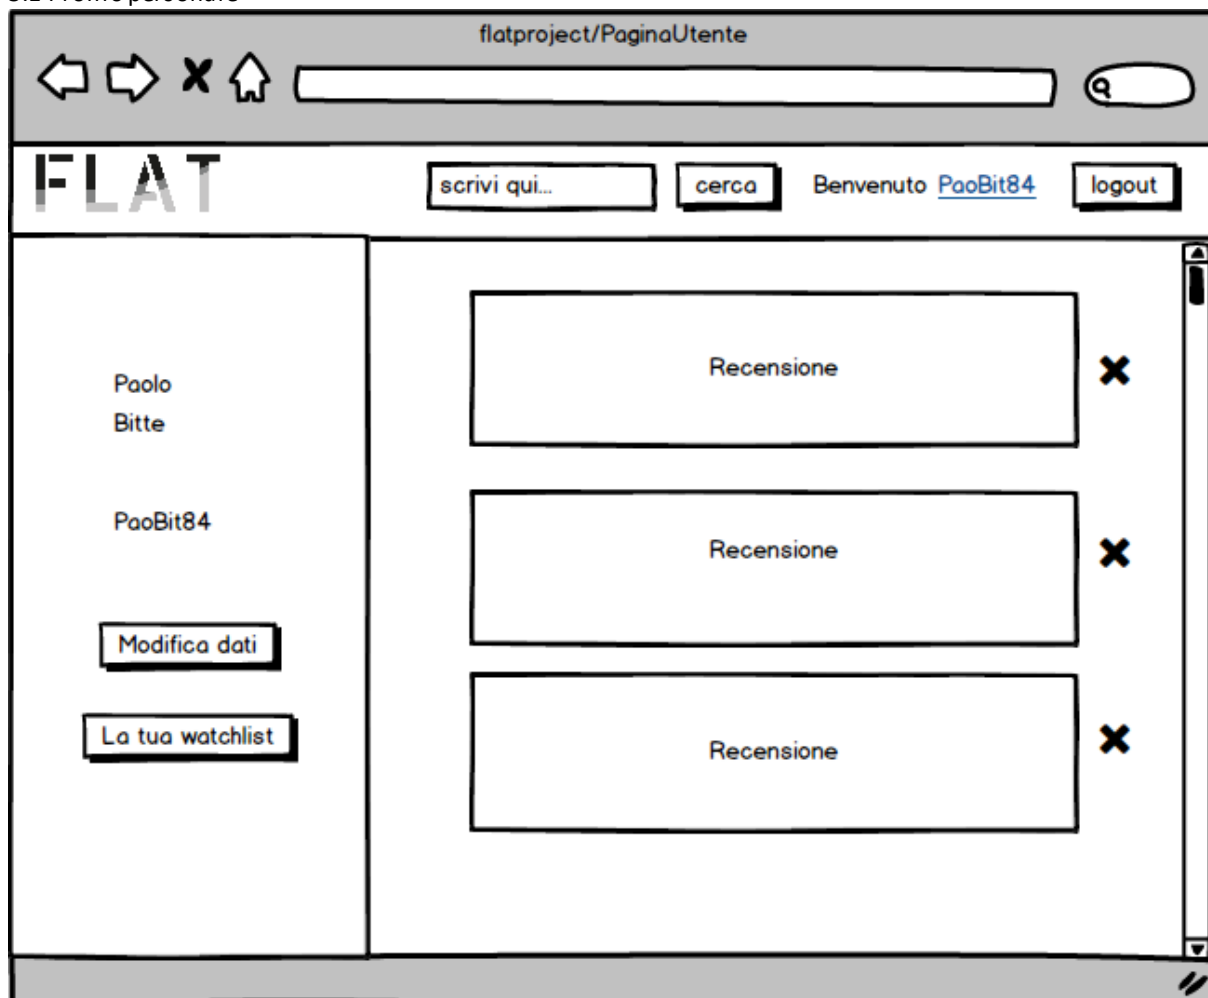 flatproject/PaginaUtente
FLAT
scrivi qui...
cerca
Benvenuto PaoBit84
logout
Paolo
Bitte
PaoBit84
Modifica dati
La tua watchlist
Recensione
Recensione
Recensione